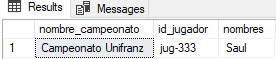 Results Messages
nombre_campeonato id_jugador nombres
1 Campeonato Unifranz jug-333 Saul